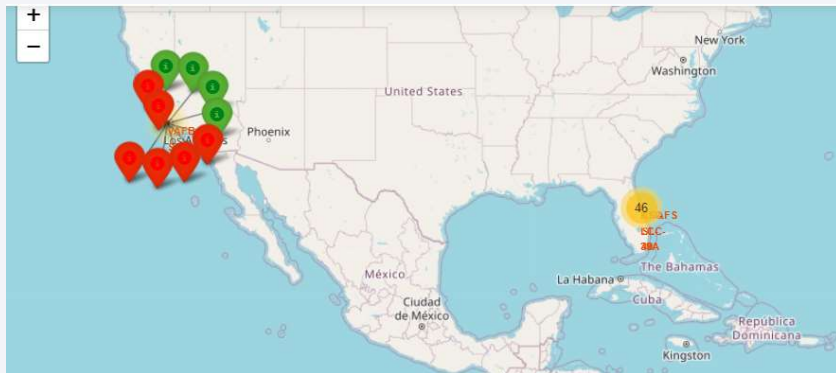 +
−
New York
Washington
United States
Phoenix
46
The Bahamas
La Habana
Cuba
México
Ciudad
de México
República
Dominicana
Kingston